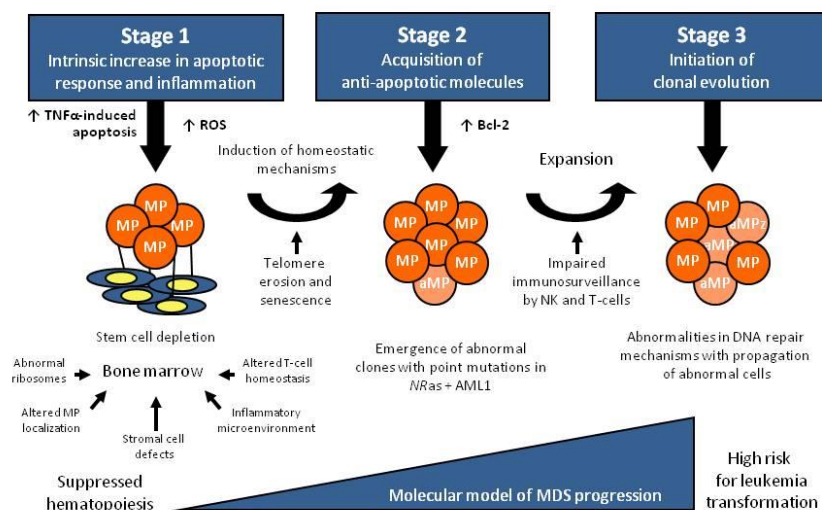 Stage 1
Intrinsic increase in apoptotic
response and inflammation
Stage 2
Acquisition of
anti-apoptotic molecules
Stage 3
Initiation of
clonal evolution
↑ TNFα-induced
apoptosis
↑ ROS
↑ Bcl-2
Induction of homeostatic
mechanisms
Expansion
MP
MP
MP
MP
MP
MP
MP
MP
MP
MP
aMP
MP
MP
aMPz
aMP
MP
MP
aMP
Telomere
erosion and
senescence
Impaired
immunosurveillance
by NK and T-cells
Stem cell depletion
Emergence of abnormal
clones with point mutations in
NRas + AML1
Abnormalities in DNA repair
mechanisms with propagation
of abnormal cells
Abnormal
ribosomes
Bone marrow
Altered T-cell
homeostasis
Altered MP
localization
Stromal cell
defects
Inflammatory
microenvironment
Suppressed
hematopoiesis
Molecular model of MDS progression
High risk
for leukemia
transformation